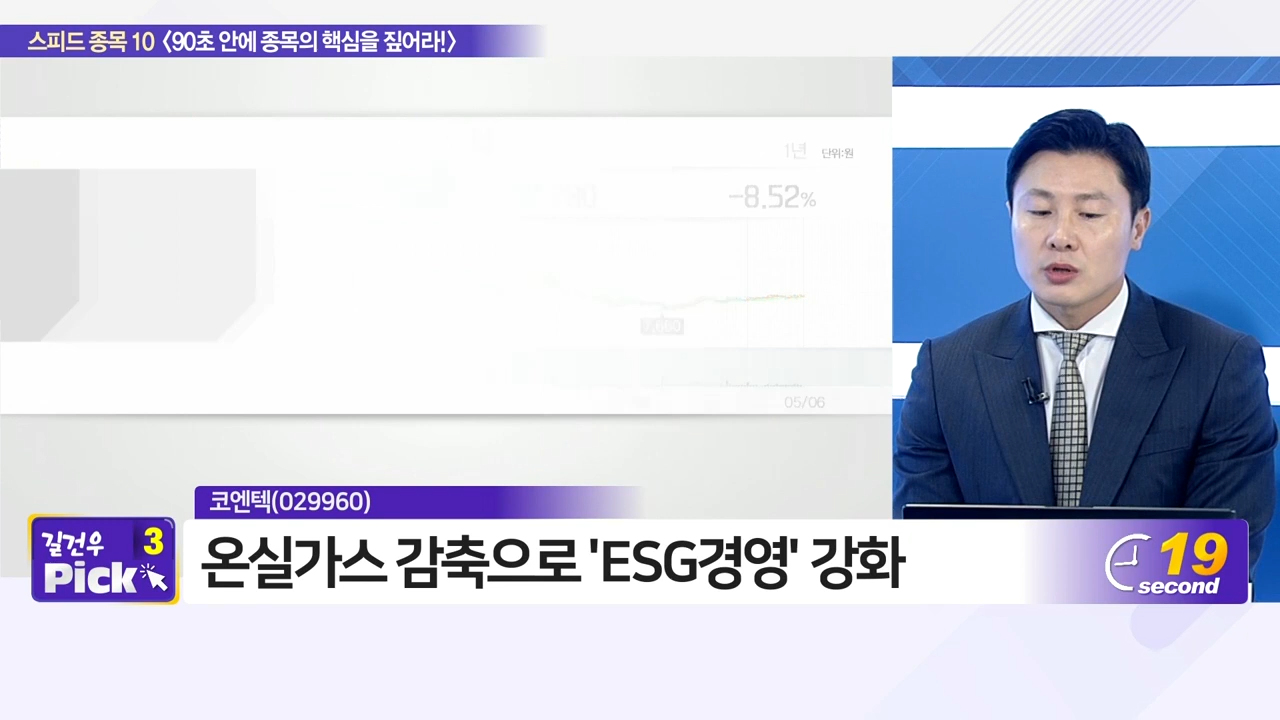 스피드 종목 10 <90초 안에 종목의 핵심을 짚어라!>
1년 단위:원
-8.52%
7,660
05/06
코엔텍(029960)
길건우 3
Pick
온실가스 감축으로 'ESG경영' 강화
19
second